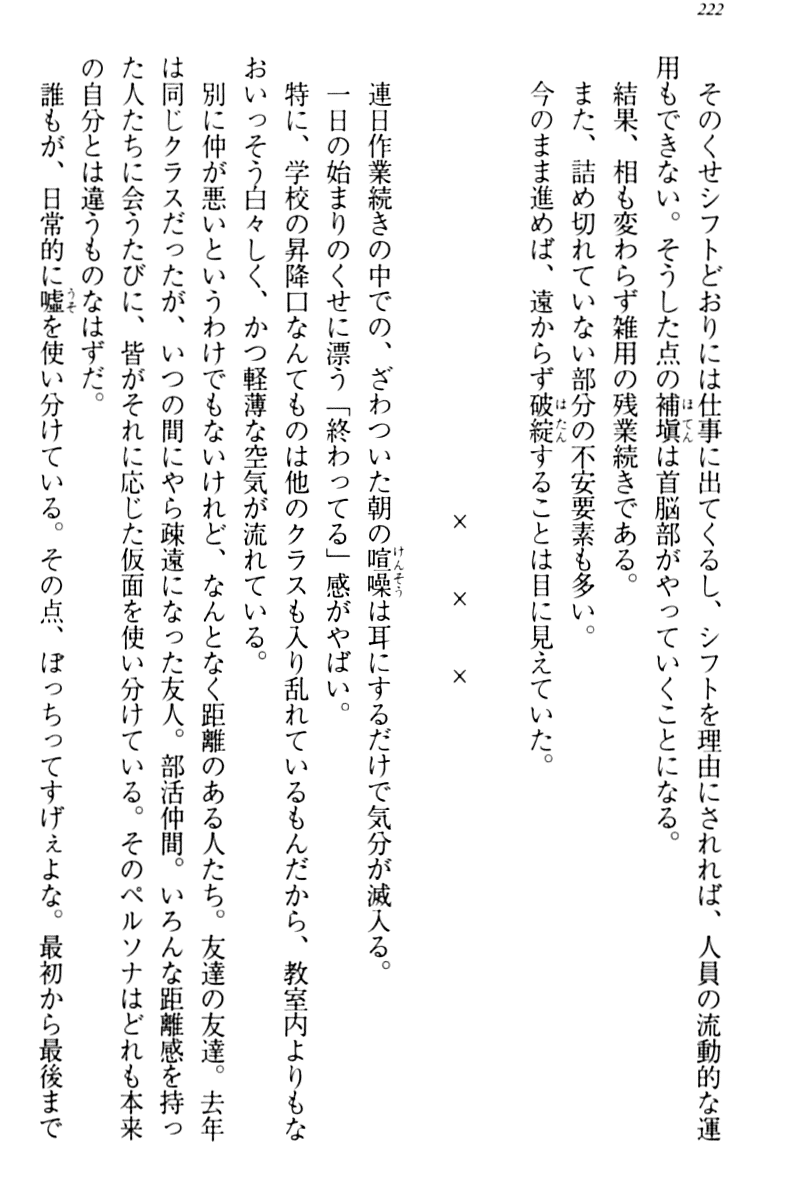 222
そのくせシフトどおりには仕事に出てくるし、シフトを理由にされれば、人員の流動的な運
用もできない。そうした点の補塡は首脳部がやっていくことになる。
結果、相も変わらず雑用の残業続きである。
また、詰め切れていない部分の不安要素も多い。
今のまま進めば、遠からず破綻することは目に見えていた。
× × ×
連日作業続きの中での、ざわついた朝の喧噪は耳にするだけで気分が滅入る。
一日の始まりのくせに漂う「終わってる」感がやばい。
特に、学校の昇降口なんてものは他のクラスも入り乱れているもんだから、教室内よりもな
おいっそう白々しく、かつ軽薄な空気が流れている。
別に仲が悪いというわけでもないけれど、なんとなく距離のある人たち。友達の友達。去年
は同じクラスだったが、いつの間にやら疎遠になった友人。部活仲間。いろんな距離感を持っ
た人たちに会うたびに、皆がそれに応じた仮面を使い分けている。そのペルソナはどれも本来
の自分とは違うものなはずだ。
誰もが、日常的に嘘を使い分けている。その点、ぼっちってすげぇよな。最初から最後まで